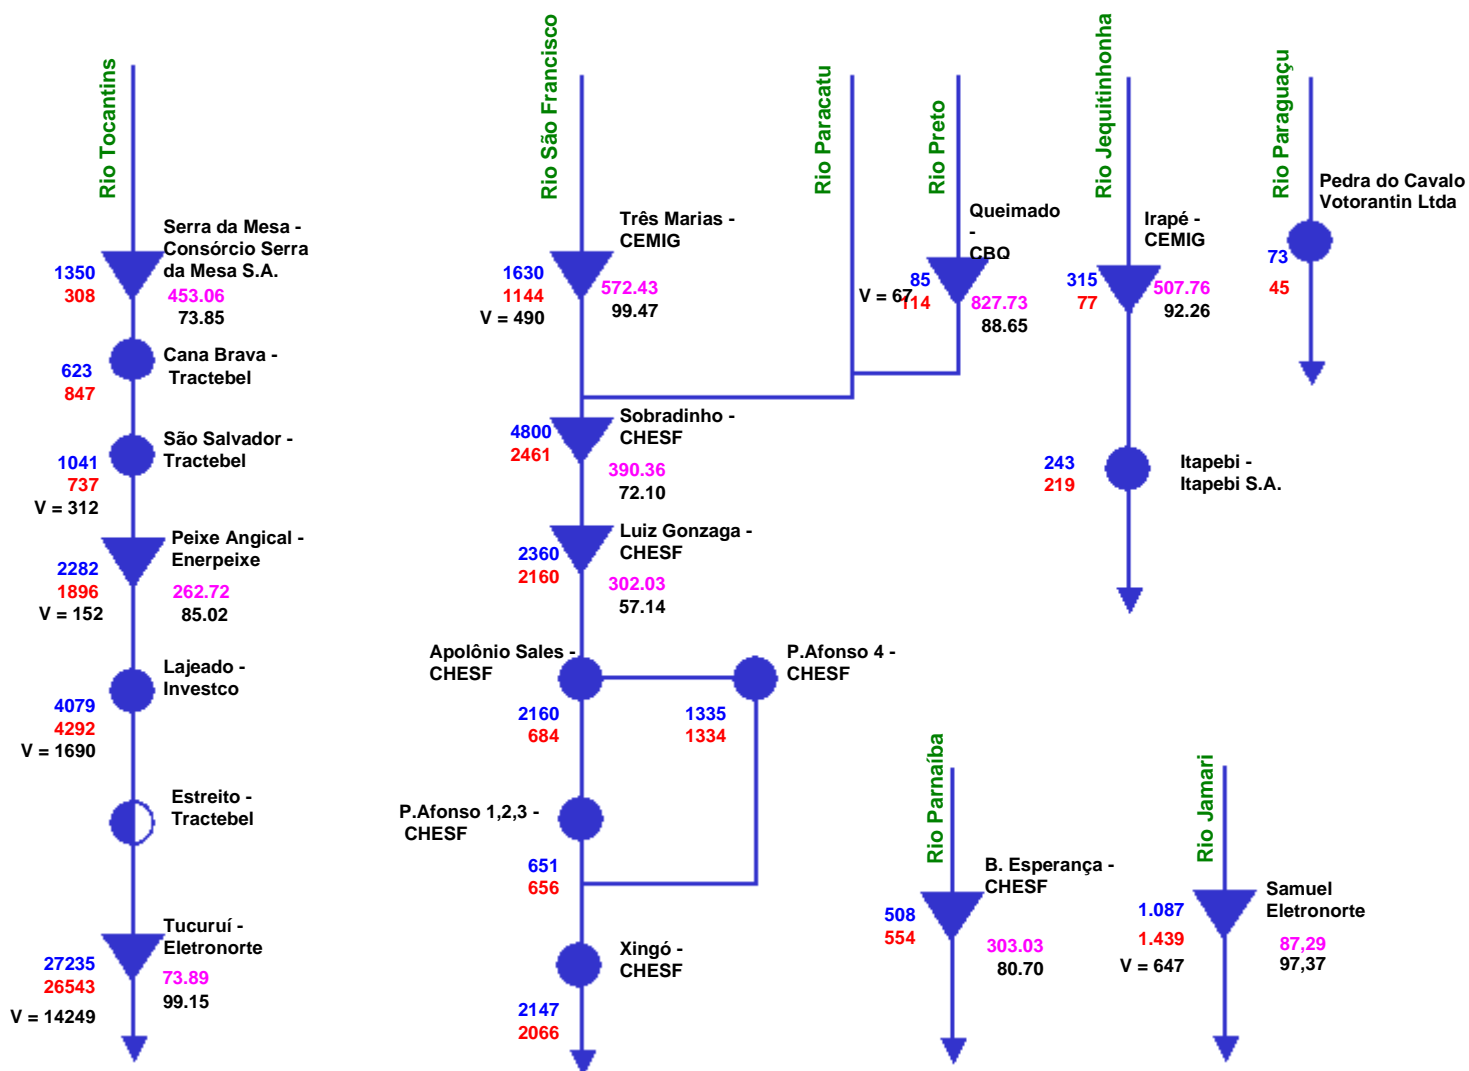 Rio Tocantins
Serra da Mesa -
Consórcio Serra
da Mesa S.A.
1350
308
453.06
73.85
Cana Brava -
Tractebel
623
847
São Salvador -
Tractebel
1041
737
V = 312
Peixe Angical -
Enerpeixe
2282
1896
V = 152
262.72
85.02
Lajeado -
Investco
4079
4292
V = 1690
Estreito -
Tractebel
Tucuruí -
Eletronorte
27235
26543
V = 14249
73.89
99.15
Rio São Francisco
Três Marias -
CEMIG
1630
1144
V = 490
572.43
99.47
Rio Paracatu
Rio Preto
Queimado
-
CBQ
85
114
V = 67
827.73
88.65
Sobradinho -
CHESF
4800
2461
390.36
72.10
Luiz Gonzaga -
CHESF
2360
2160
302.03
57.14
Apolônio Sales -
CHESF
2160
684
P.Afonso 4 -
CHESF
1335
1334
P.Afonso 1,2,3 -
CHESF
651
656
Xingó -
CHESF
2147
2066
Rio Jequitinhonha
Irapé -
CEMIG
315
77
507.76
92.26
Itapebi -
Itapebi S.A.
243
219
Rio Paraguaçu
Pedra do Cavalo
Votorantin Ltda
73
45
Rio Parnaíba
B. Esperança -
CHESF
508
554
303.03
80.70
Rio Jamari
Samuel
Eletronorte
1.087
1.439
V = 647
87,29
97,37